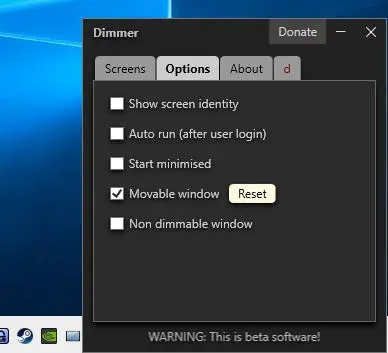 Dimmer Donate
Screens Options About d
Show screen identity
Auto run (after user login)
Start minimised
Movable window Reset
Non dimmable window
WARNING: This is beta software!